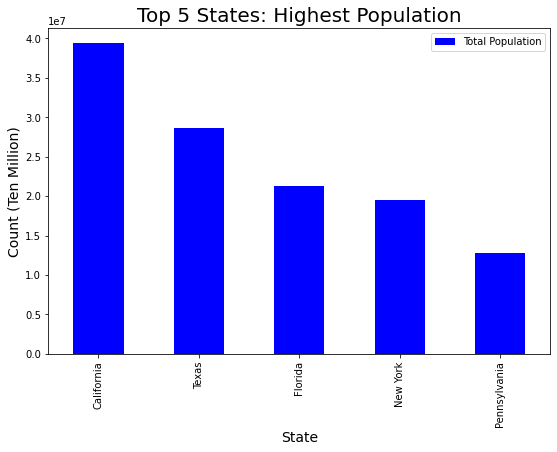 Top 5 States: Highest Population
1e7
Total Population
4.0
3.5
3.0
2.5
2.0
1.5
1.0
0.5
0.0
Count (Ten Million)
California
Texas
Florida
New York
Pennsylvania
State